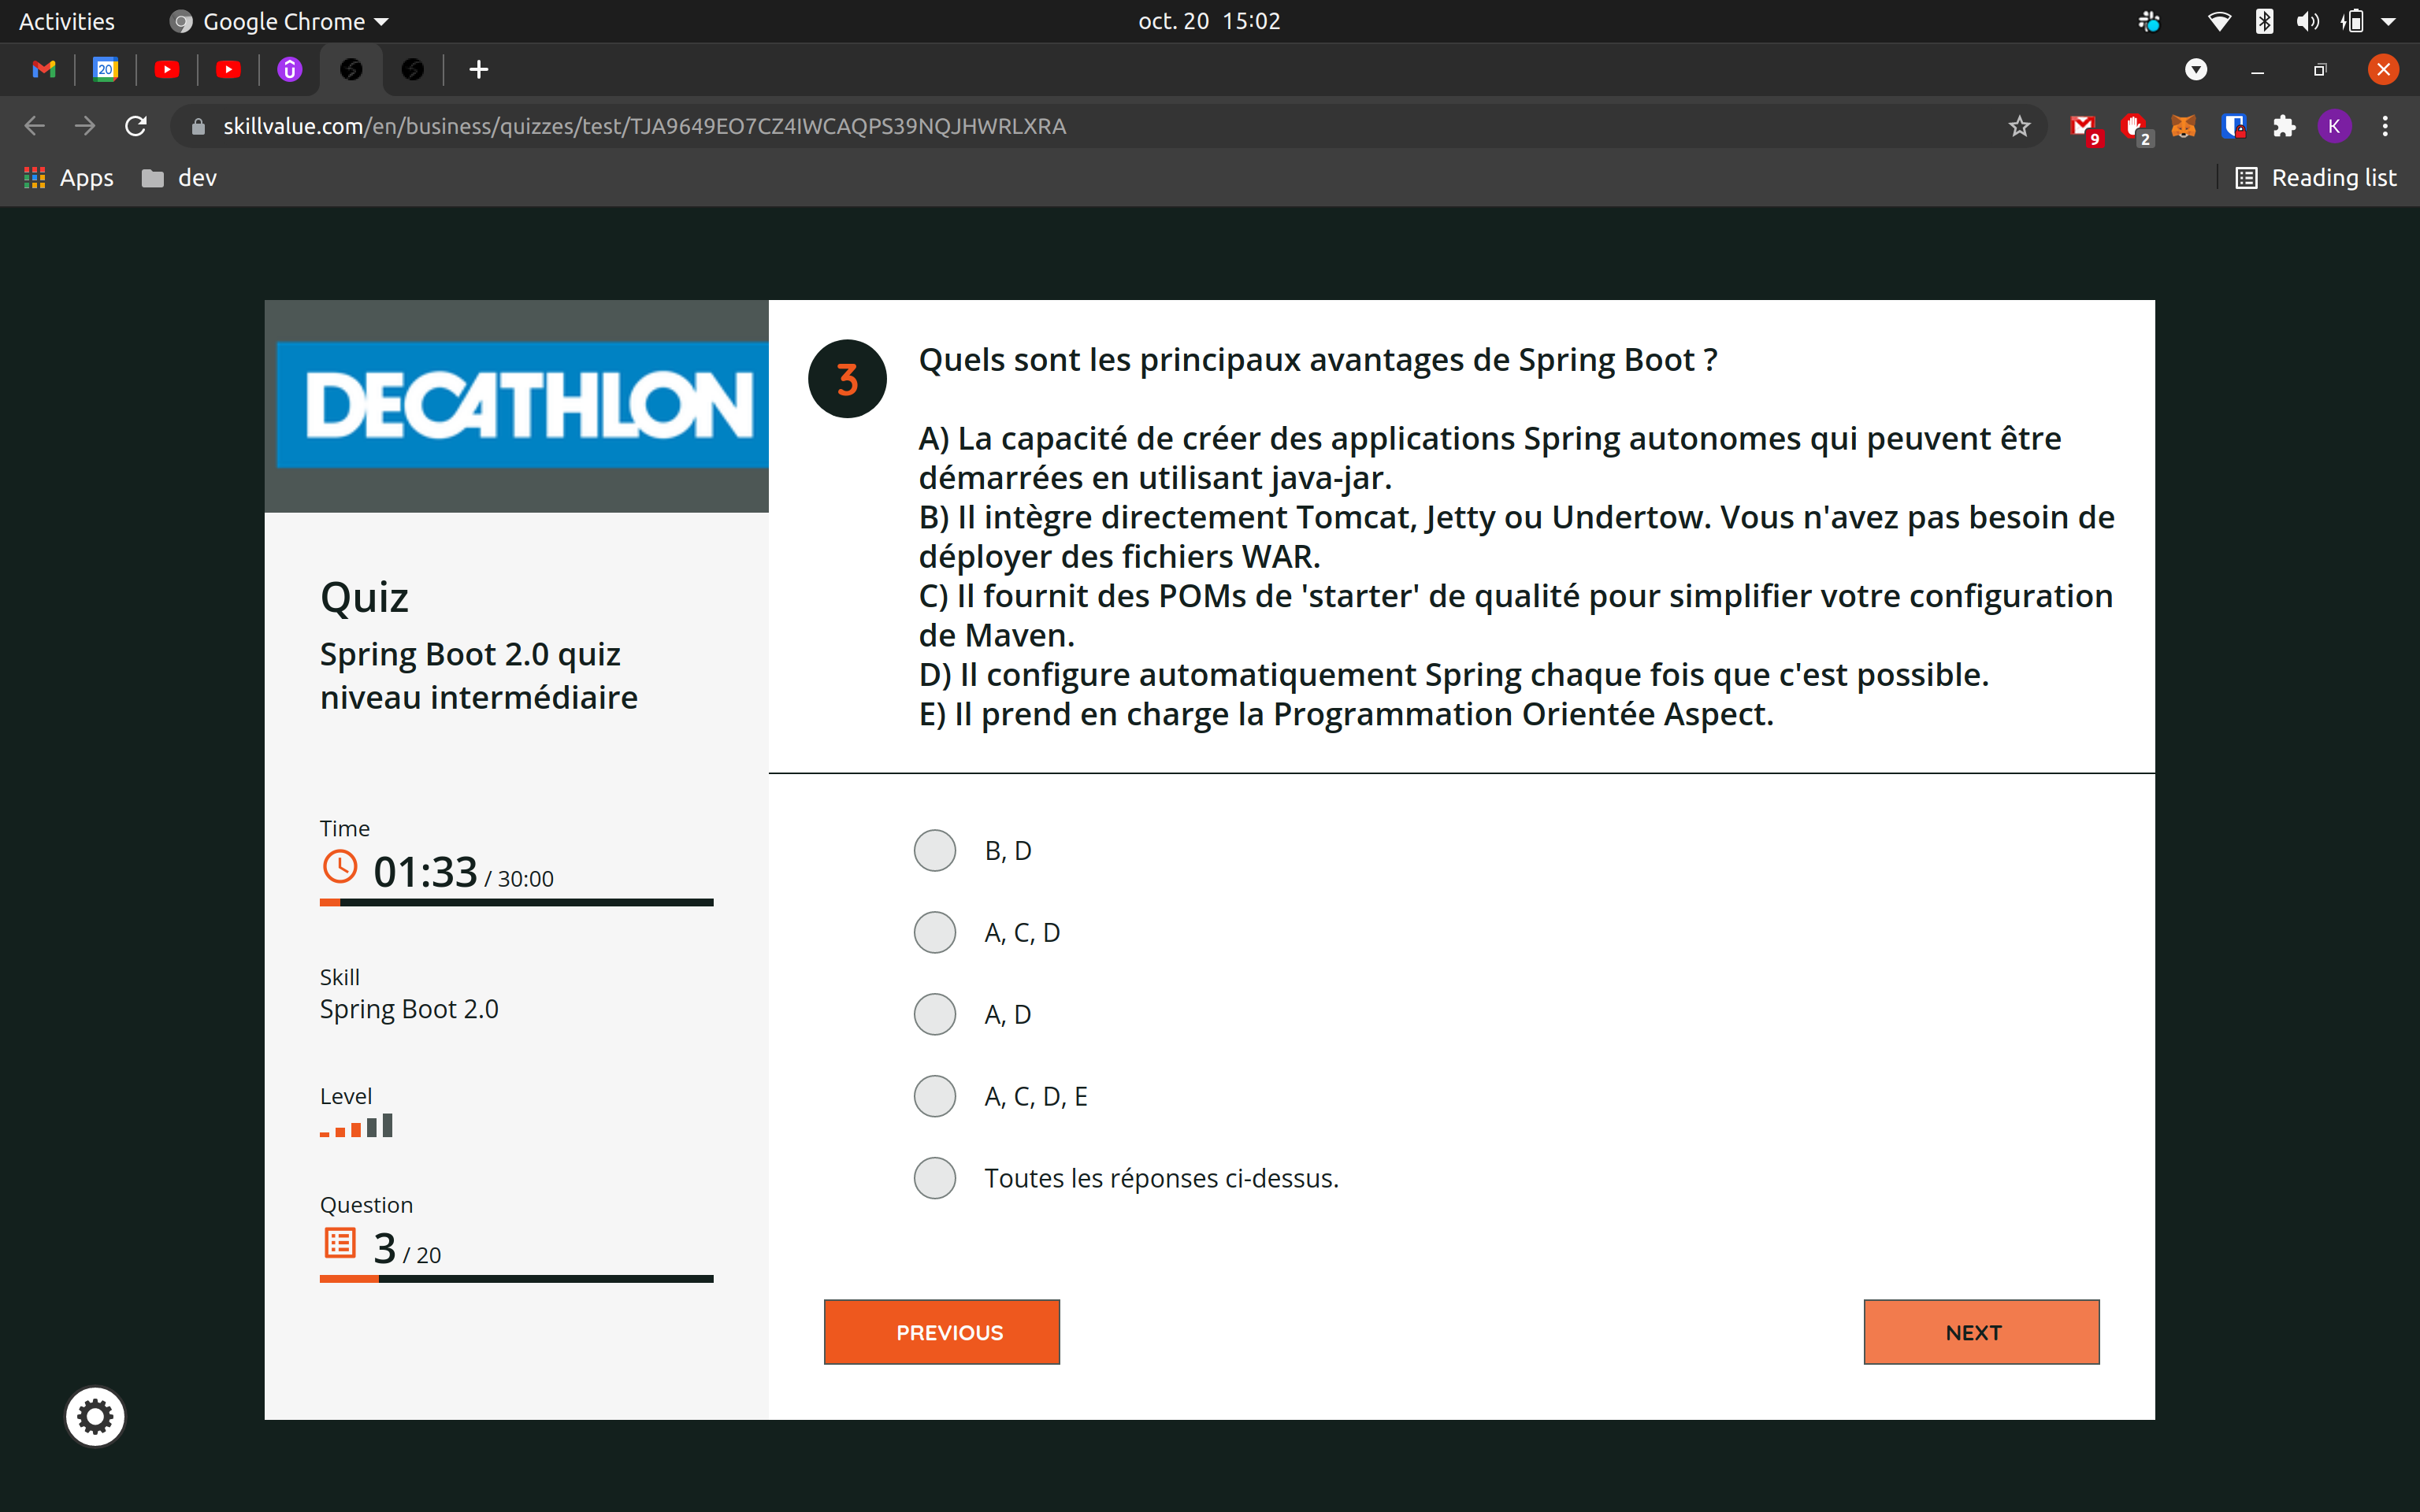 Activities
Google Chrome
oct. 20 15:02
20
skillvalue.com/en/business/quizzes/test/TJA9649EO7CZ4IWCAQPS39NQJHWRLXRA
9
2
K
Apps
dev
Reading list
DECATHLON
Quiz
Spring Boot 2.0 quiz
niveau intermédiaire
Time
01:33 / 30:00
Skill
Spring Boot 2.0
Level
Question
3 / 20
3
Quels sont les principaux avantages de Spring Boot ?
A) La capacité de créer des applications Spring autonomes qui peuvent être
démarrées en utilisant java-jar.
B) Il intègre directement Tomcat, Jetty ou Undertow. Vous n'avez pas besoin de
déployer des fichiers WAR.
C) Il fournit des POMs de 'starter' de qualité pour simplifier votre configuration
de Maven.
D) Il configure automatiquement Spring chaque fois que c'est possible.
E) Il prend en charge la Programmation Orientée Aspect.
B, D
A, C, D
A, D
A, C, D, E
Toutes les réponses ci-dessus.
PREVIOUS
NEXT